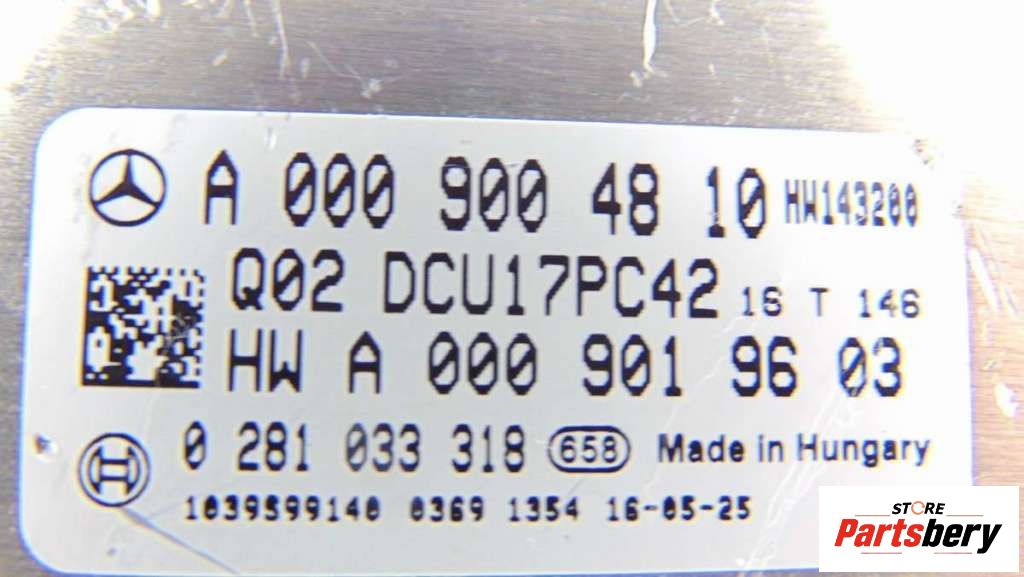 A 000 900 48 10 HW143200
Q02 DCU17PC42 16 T 146
HW A 000 901 96 03
0 281 033 318 658 Made in Hungary
1039S99140 0369 1354 16-05-25
STORE
Partsbery